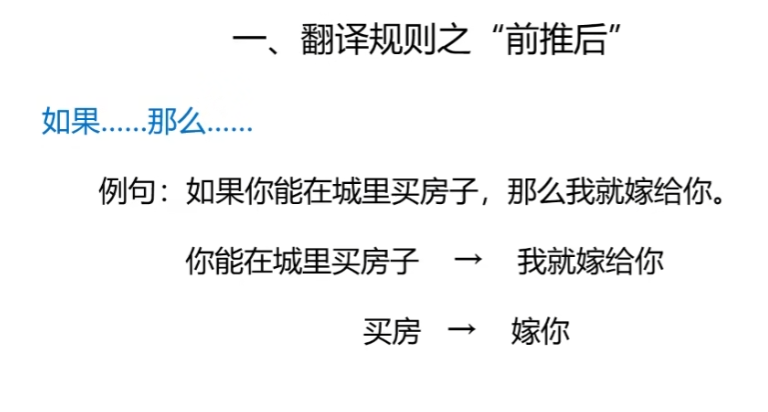 一、翻译规则之“前推后”
如果……那么……
例句：如果你能在城里买房子，那么我就嫁给你。
你能在城里买房子 → 我就嫁给你
买房 → 嫁你